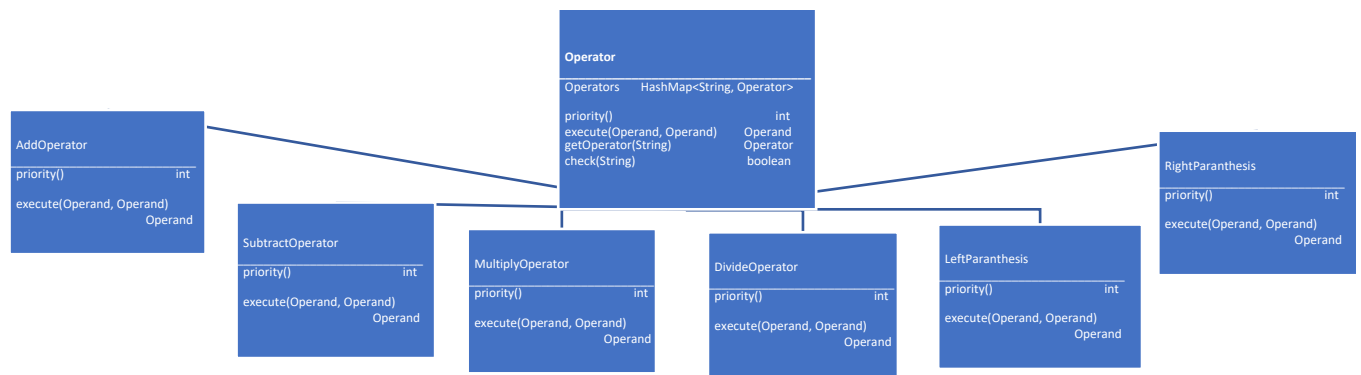 Operator
Operators HashMap<String, Operator>
priority() int
execute(Operand, Operand) Operand
getOperator(String) Operator
check(String) boolean
AddOperator
priority() int
execute(Operand, Operand)
Operand
SubtractOperator
priority() int
execute(Operand, Operand)
Operand
MultiplyOperator
priority() int
execute(Operand, Operand)
Operand
DivideOperator
priority() int
execute(Operand, Operand)
Operand
LeftParanthesis
priority() int
execute(Operand, Operand)
Operand
RightParanthesis
priority() int
execute(Operand, Operand)
Operand